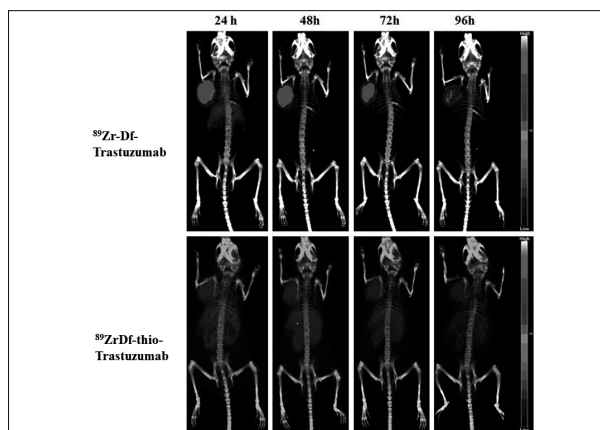 24 h 48h 72h 96h
High
⁸⁹Zr-Df-
Trastuzumab
Low
High
⁸⁹ZrDf-thio-
Trastuzumab
Low